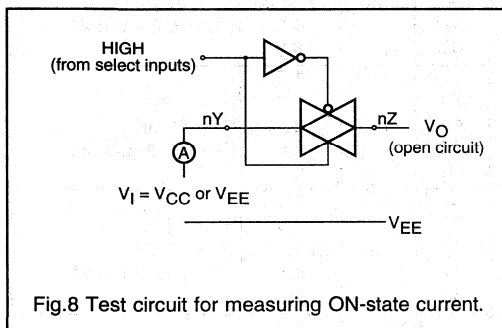 HIGH
(from select inputs)
nY
nZ
VO
(open circuit)
A
VI = VCC or VEE
VEE
Fig.8 Test circuit for measuring ON-state current.